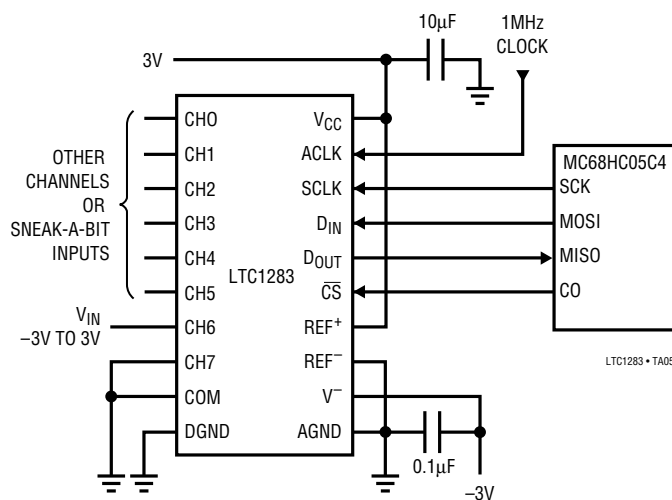 10µF
1MHz
CLOCK
3V
CH0
CH1
CH2
CH3
CH4
CH5
CH6
CH7
COM
DGND
LTC1283
VCC
ACLK
SCLK
DIN
DOUT
C̅S̅
REF+
REF–
V–
AGND
OTHER
CHANNELS
OR
SNEAK-A-BIT
INPUTS
VIN
–3V TO 3V
MC68HC05C4
SCK
MOSI
MISO
CO
0.1µF
–3V
LTC1283 • TA05